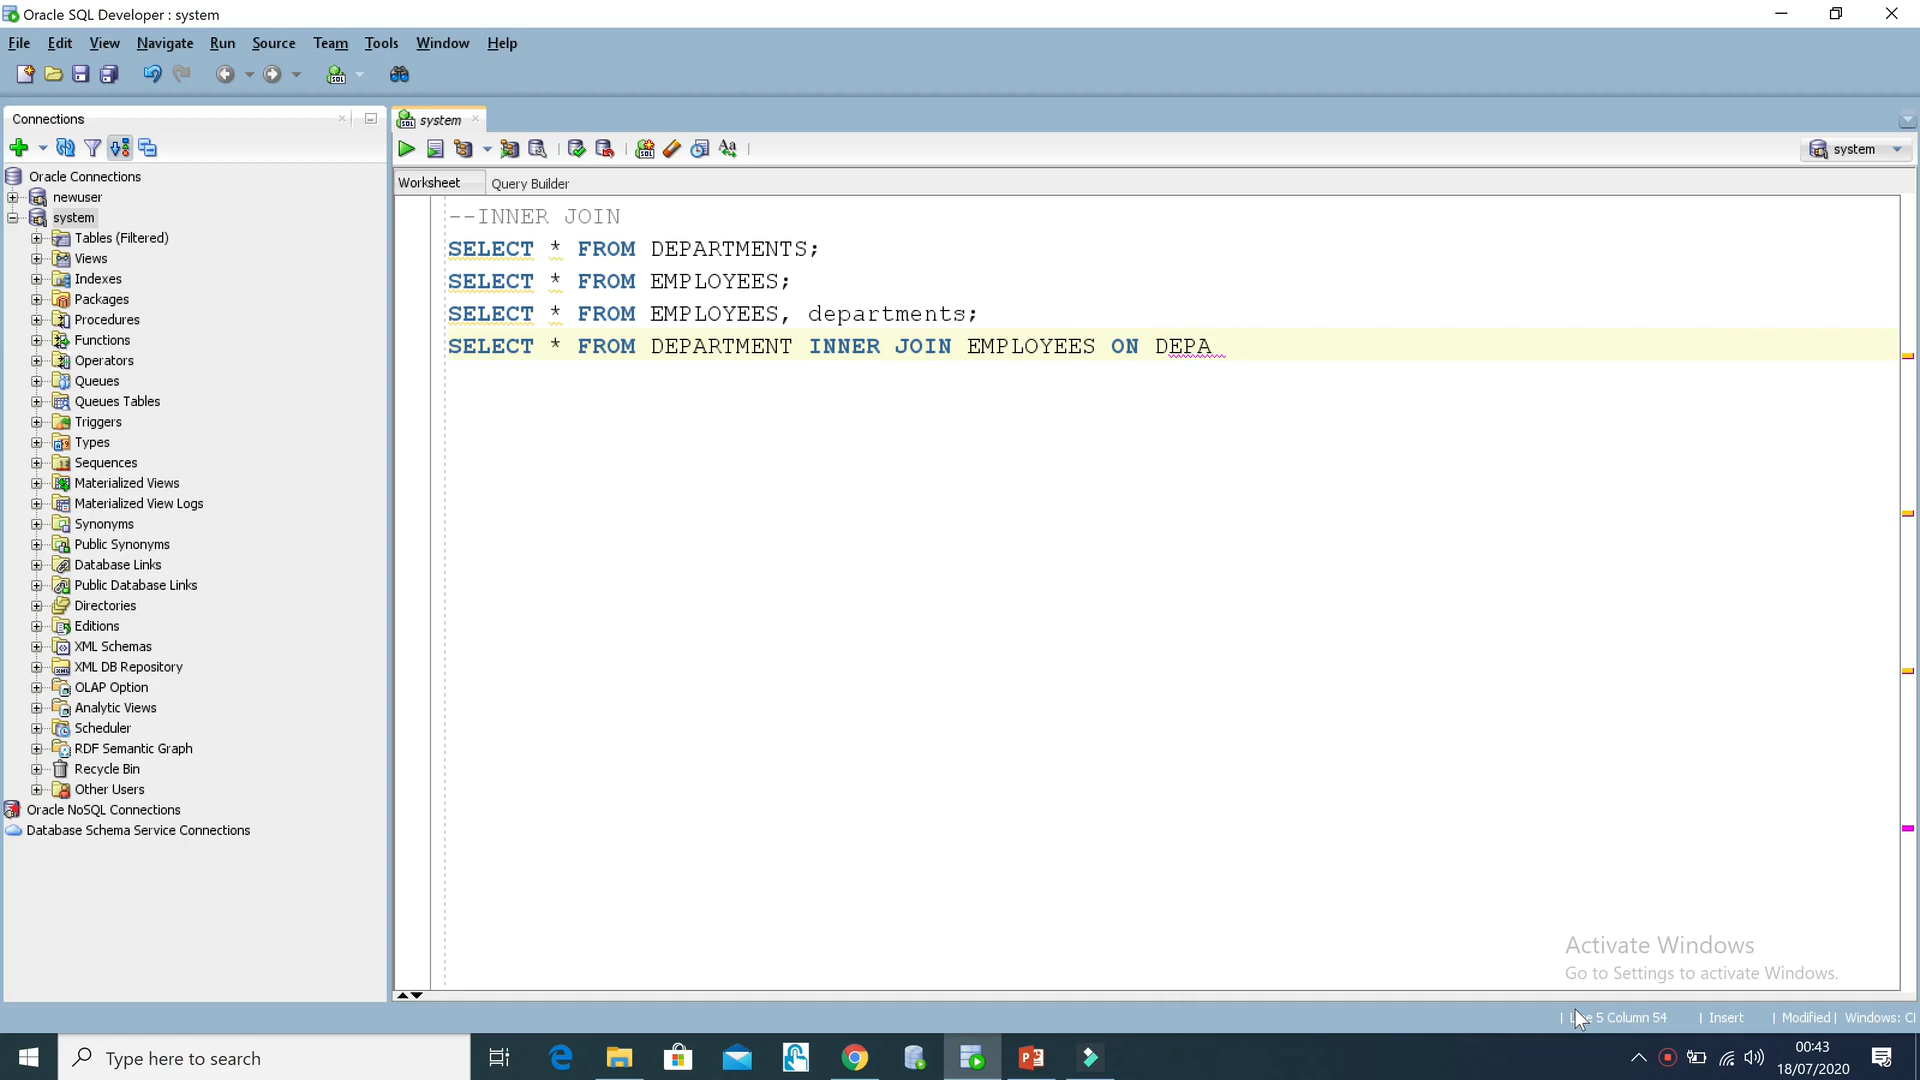 Oracle SQL Developer : system
File Edit View Navigate Run Source Team Tools Window Help
Connections
system
system
Worksheet
Query Builder
Oracle Connections
newuser
system
Tables (Filtered)
Views
Indexes
Packages
Procedures
Functions
Operators
Queues
Queues Tables
Triggers
Types
Sequences
Materialized Views
Materialized View Logs
Synonyms
Public Synonyms
Database Links
Public Database Links
Directories
Editions
XML Schemas
XML DB Repository
OLAP Option
Analytic Views
Scheduler
RDF Semantic Graph
Recycle Bin
Other Users
Oracle NoSQL Connections
Database Schema Service Connections
--INNER JOIN
SELECT * FROM DEPARTMENTS;
SELECT * FROM EMPLOYEES;
SELECT * FROM EMPLOYEES, departments;
SELECT * FROM DEPARTMENT INNER JOIN EMPLOYEES ON DEPA
Activate Windows
Go to Settings to activate Windows.
5 Column 54 | Insert | Modified | Windows: Cl
Type here to search
00:43
18/07/2020